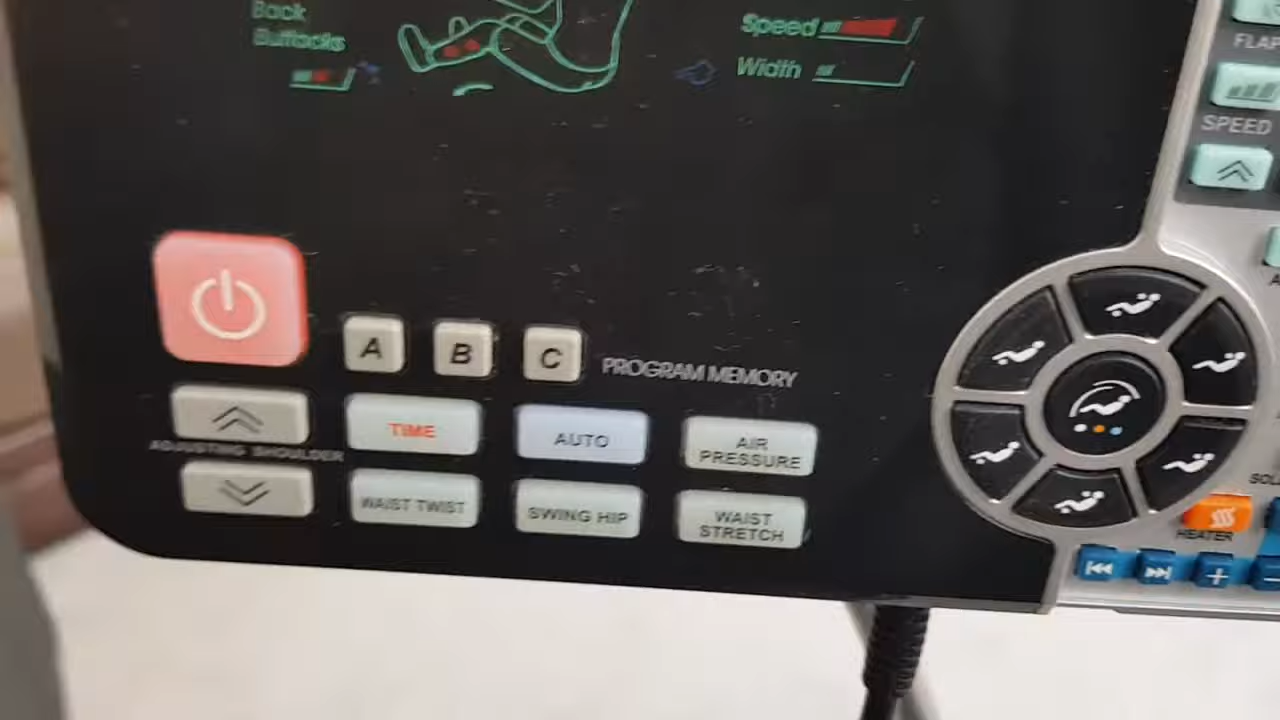 Back
Buttocks
Speed
Width
FLAP
SPEED
A
B
C
PROGRAM MEMORY
ADJUSTING SHOULDER
TIME
AUTO
AIR
PRESSURE
WAIST TWIST
SWING HIP
WAIST
STRETCH
HEATER